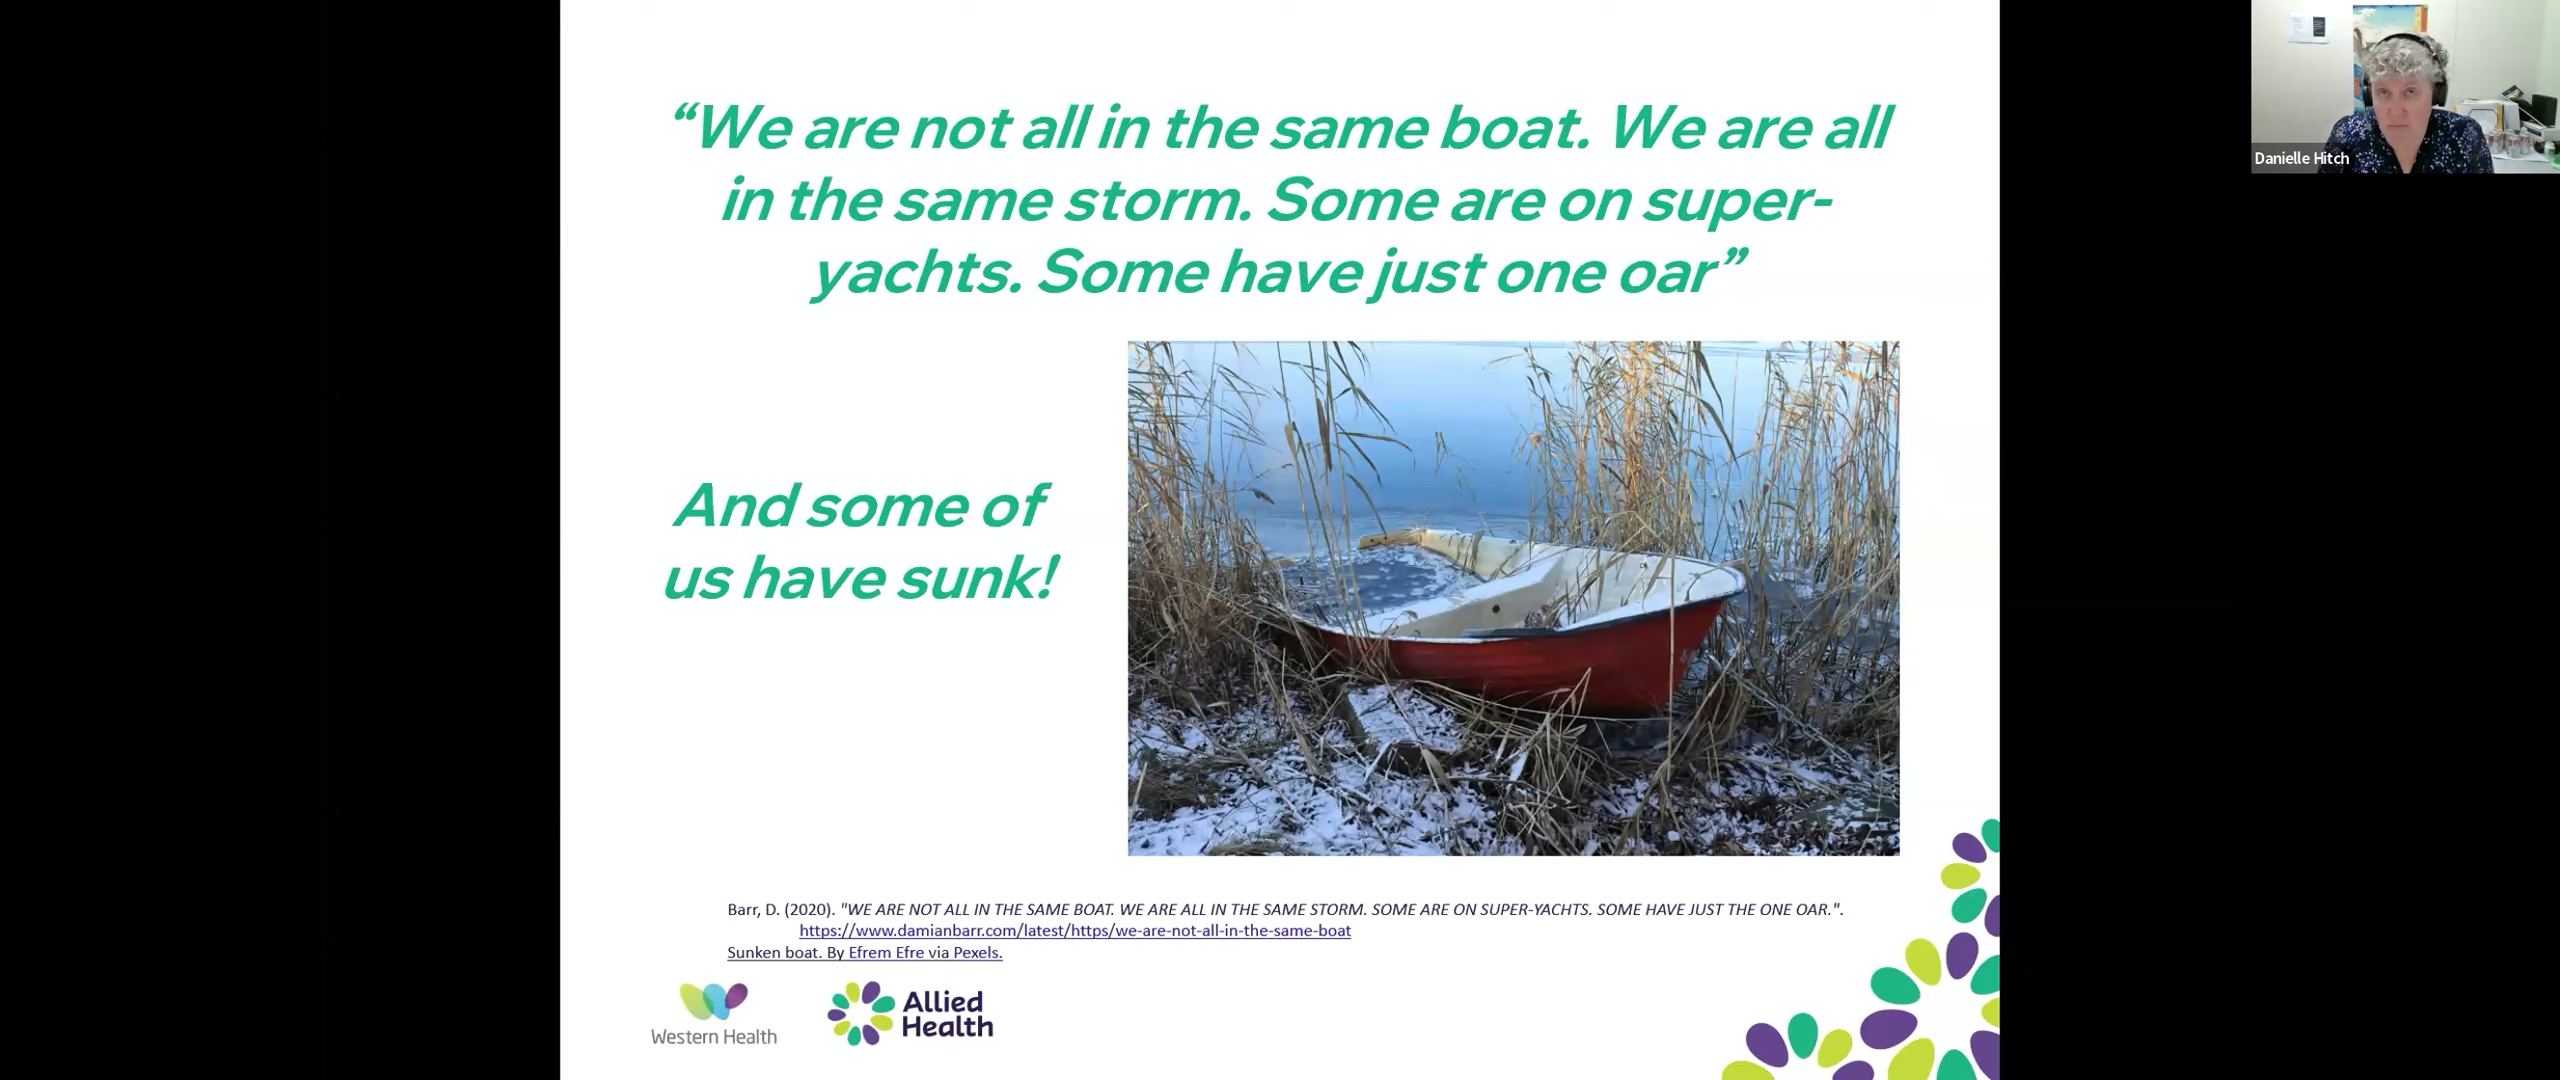 “We are not all in the same boat. We are all
in the same storm. Some are on super-
yachts. Some have just one oar”
And some of
us have sunk!
Barr, D. (2020). "WE ARE NOT ALL IN THE SAME BOAT. WE ARE ALL IN THE SAME STORM. SOME ARE ON SUPER-YACHTS. SOME HAVE JUST THE ONE OAR.".
https://www.damianbarr.com/latest/https/we-are-not-all-in-the-same-boat
Sunken boat. By Efrem Efre via Pexels.
Western Health
Allied
Health
Danielle Hitch